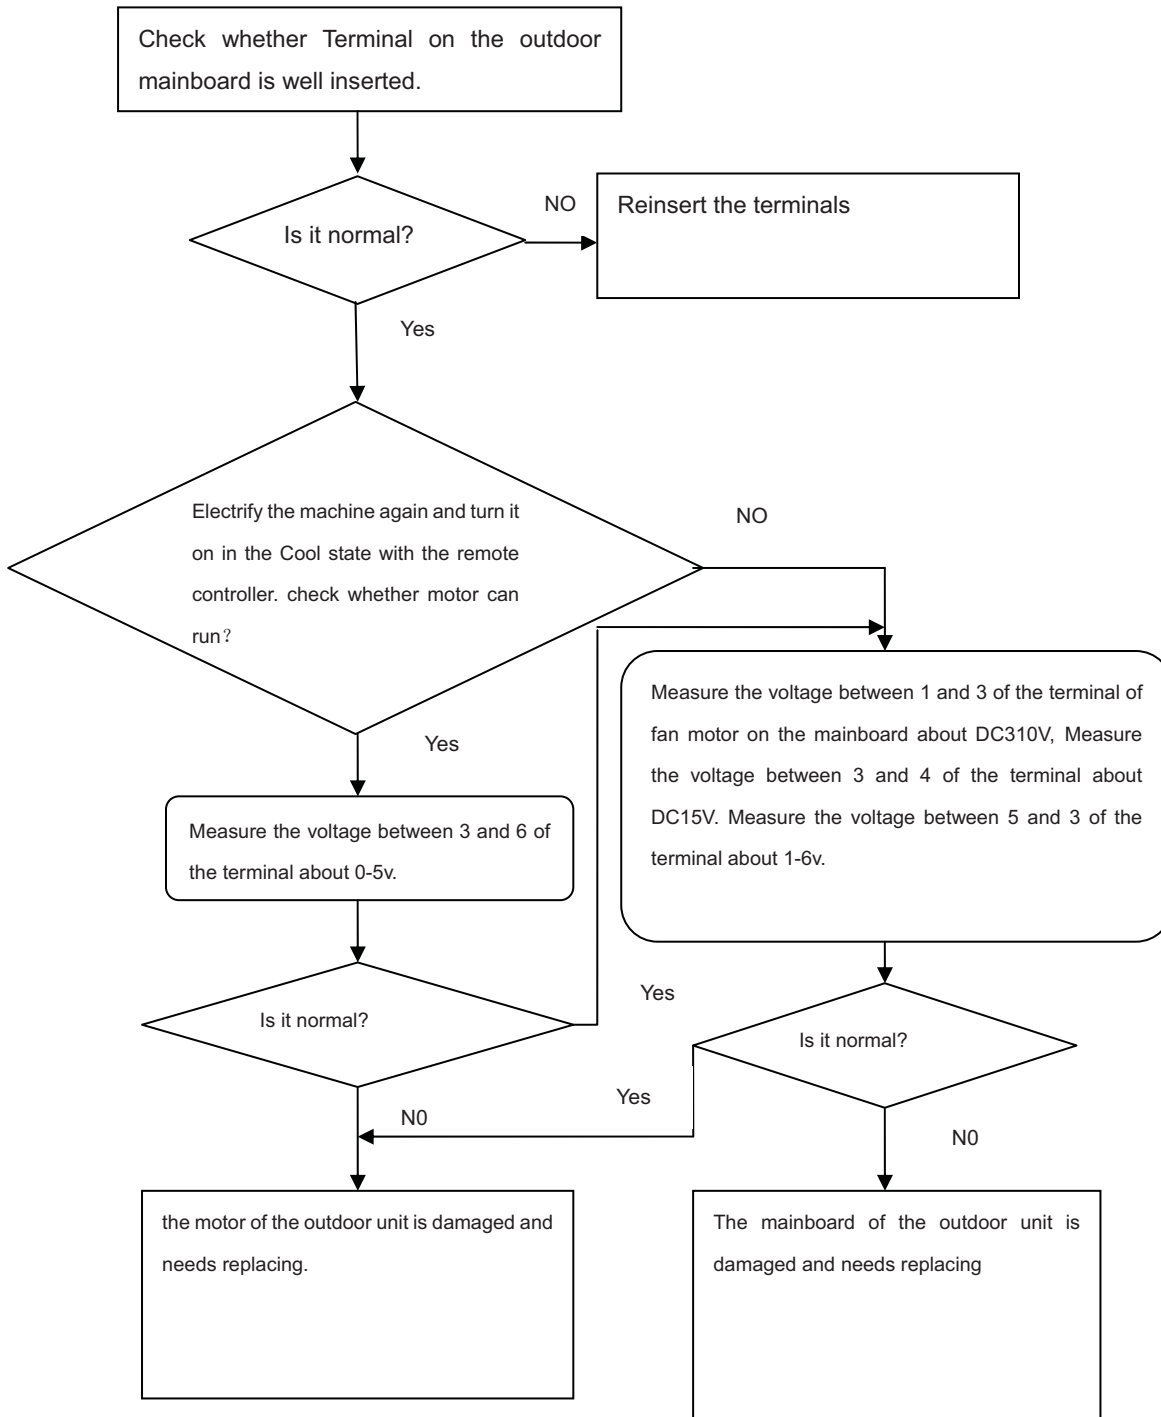 Check whether Terminal on the outdoor
mainboard is well inserted.
Is it normal?
NO
Reinsert the terminals
Yes
Electrify the machine again and turn it
on in the Cool state with the remote
controller. check whether motor can
run？
NO
Yes
Measure the voltage between 1 and 3 of the terminal of
fan motor on the mainboard about DC310V, Measure
the voltage between 3 and 4 of the terminal about
DC15V. Measure the voltage between 5 and 3 of the
terminal about 1-6v.
Measure the voltage between 3 and 6 of
the terminal about 0-5v.
Is it normal?
Yes
Is it normal?
Yes
N0
N0
the motor of the outdoor unit is damaged and
needs replacing.
The mainboard of the outdoor unit is
damaged and needs replacing